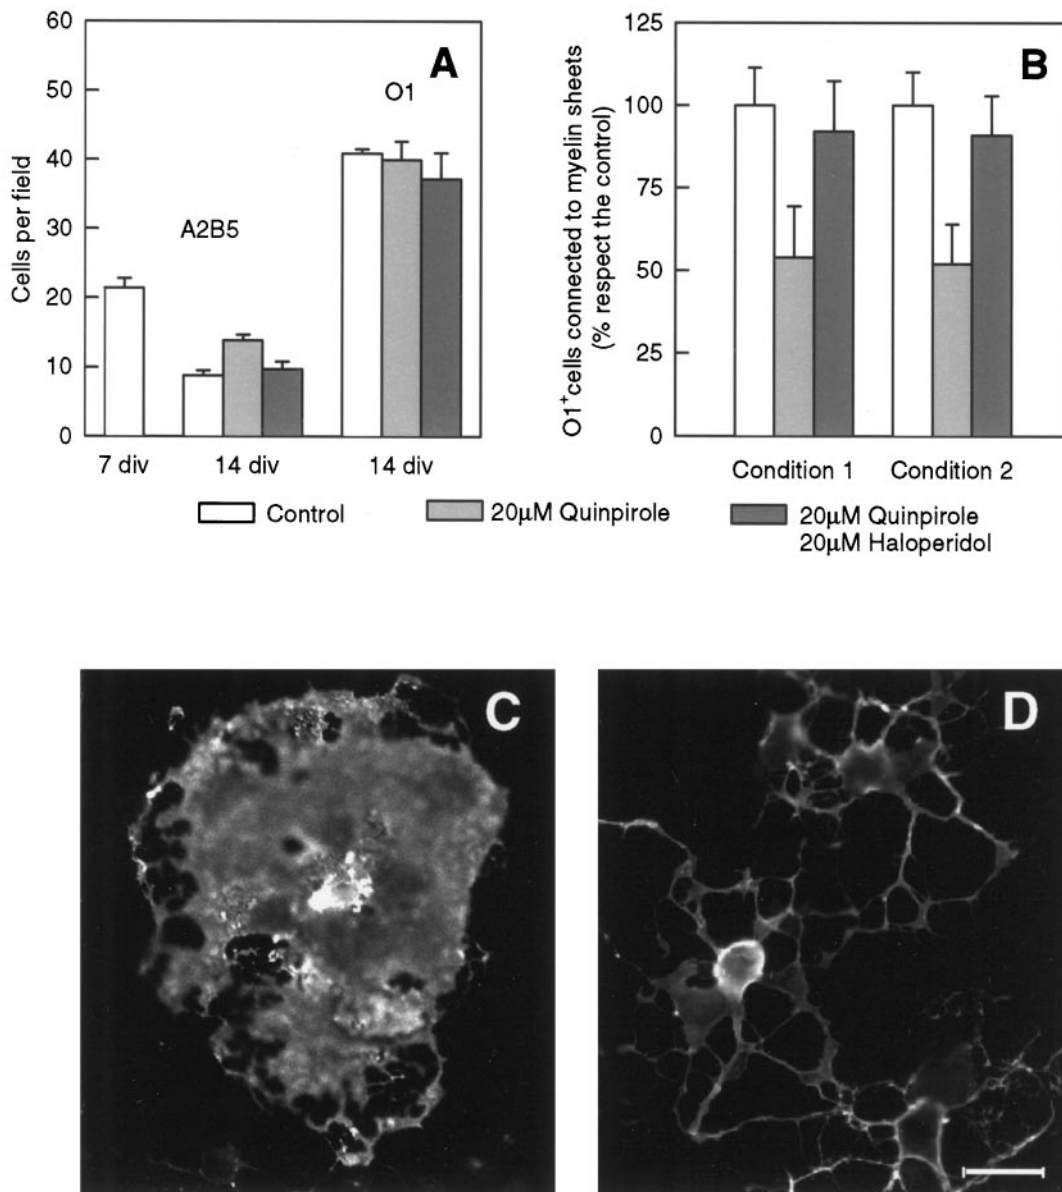 60
50
40
30
20
10
0
Cells per field
A
A2B5
O1
7 div
14 div
14 div
125
100
75
50
25
0
O1⁺cells connected to myelin sheets
(% respect the control)
B
Condition 1
Condition 2
Control
20μM Quinpirole
20μM Quinpirole
20μM Haloperidol
C
D